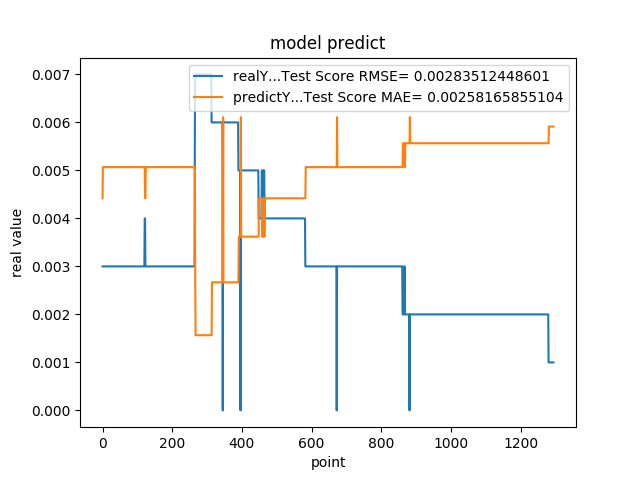 model predict
realY...Test Score RMSE= 0.00283512448601
predictY...Test Score MAE= 0.00258165855104
0.007
0.006
0.005
0.004
0.003
0.002
0.001
0.000
real value
0 200 400 600 800 1000 1200
point